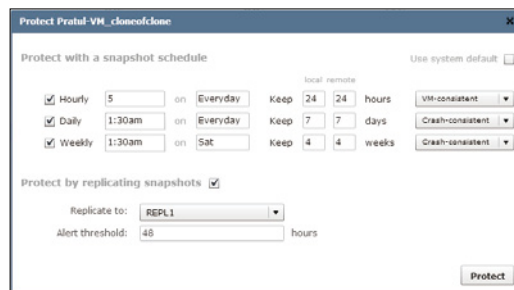 Protect Pratul-VM_cloneofclone x
Protect with a snapshot schedule Use system default
local remote
Hourly 5 on Everyday Keep 24 24 hours VM-consistent
Daily 1:30am on Everyday Keep 7 7 days Crash-consistent
Weekly 1:30am on Sat Keep 4 4 weeks Crash-consistent
Protect by replicating snapshots
Replicate to: REPL1
Alert threshold: 48 hours
Protect